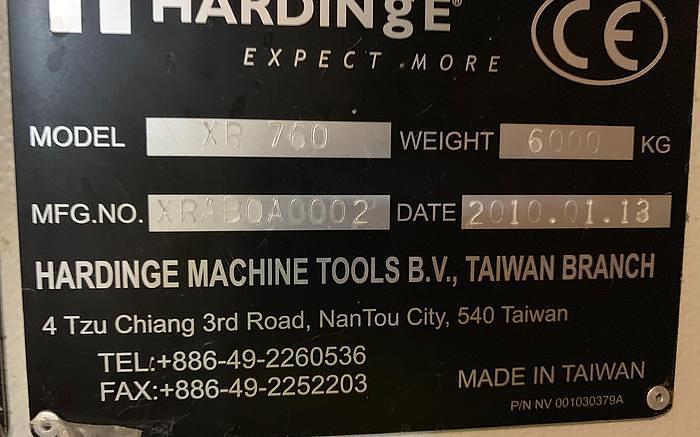 HARDINGE®
CE
EXPECT.MORE
MODEL XR 760 WEIGHT 6000 KG
MFG.NO. XRAB0A0002 DATE 2010.01.13
HARDINGE MACHINE TOOLS B.V., TAIWAN BRANCH
4 Tzu Chiang 3rd Road, NanTou City, 540 Taiwan
TEL:+886-49-2260536
FAX:+886-49-2252203
MADE IN TAIWAN
P/N NV 001030379A